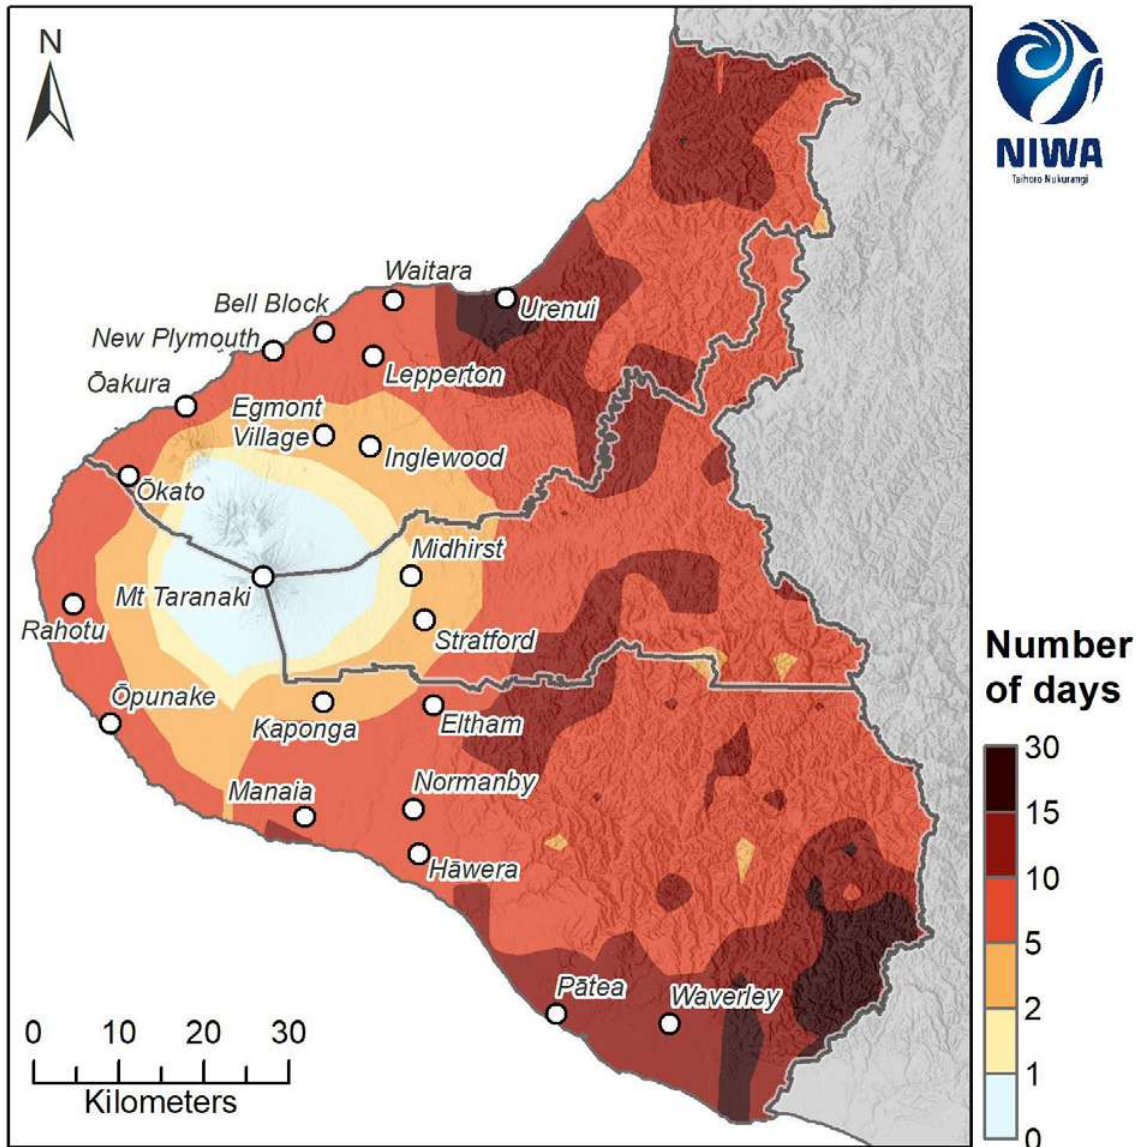 N
NIWA
Taihoro Nukurangi
Waitara
Bell Block
Urenui
New Plymouth
Lepperton
Ōakura
Egmont
Village
Inglewood
Ōkato
Midhirst
Mt Taranaki
Rahotu
Stratford
Ōpunake
Kaponga
Eltham
Manaia
Normanby
Hāwera
Pātea
Waverley
0 10 20 30
Kilometers
Number
of days
30
15
10
5
2
1
0